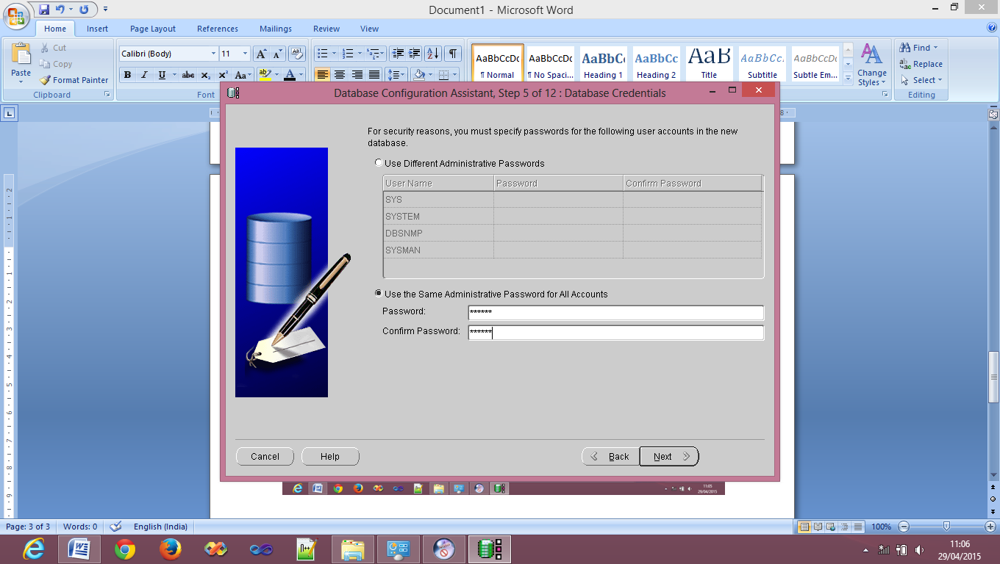 Document1 - Microsoft Word
Home Insert Page Layout References Mailings Review View
Paste
Cut
Copy
Format Painter
Clipboard
Calibri (Body) 11
Font
AaBbCcDc AaBbCcDc AaBbC AaBbCc AaB AaBbCc. AaBbCcDc
¶ Normal ¶ No Spaci... Heading 1 Heading 2 Title Subtitle Subtle Em...
Change
Styles
Find
Replace
Select
Editing
Database Configuration Assistant, Step 5 of 12 : Database Credentials
For security reasons, you must specify passwords for the following user accounts in the new
database.
Use Different Administrative Passwords
User Name Password Confirm Password
SYS
SYSTEM
DBSNMP
SYSMAN
Use the Same Administrative Password for All Accounts
Password: ******
Confirm Password: ******
Cancel Help Back Next
11:05
29/04/2015
Page: 3 of 3 Words: 0 English (India) 100%
11:06
29/04/2015